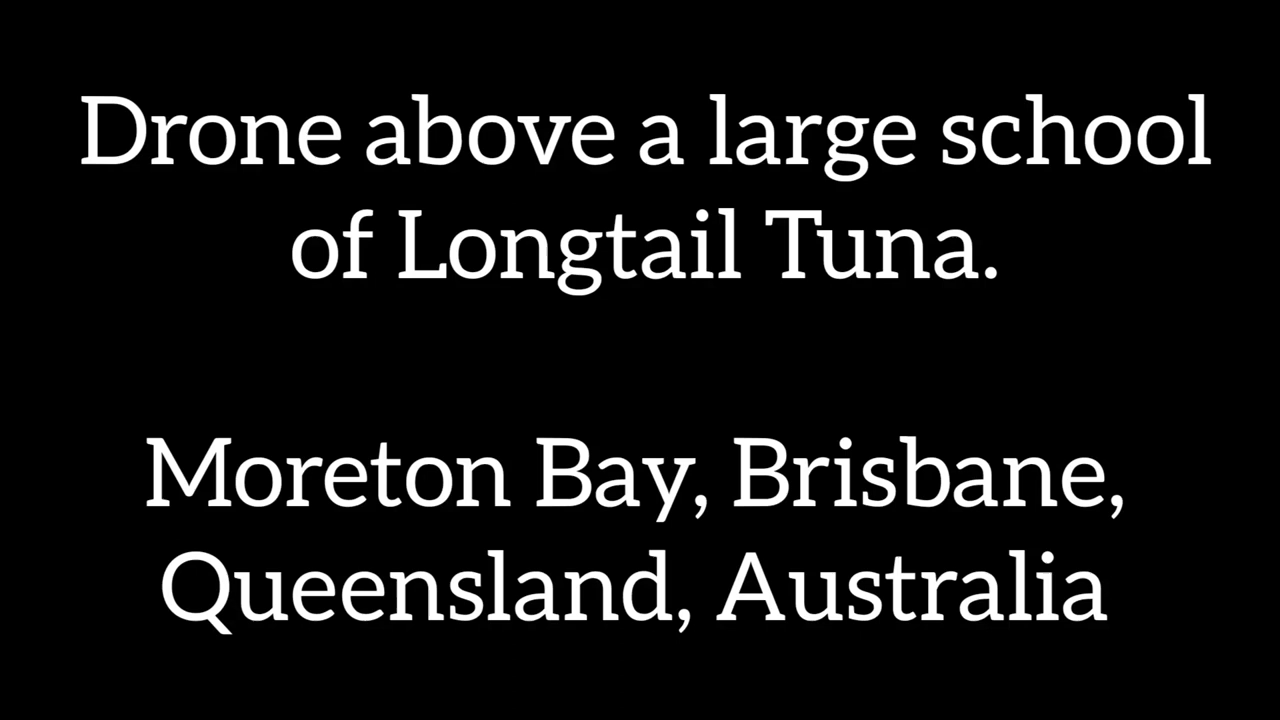 Drone above a large school
of Longtail Tuna.
Moreton Bay, Brisbane,
Queensland, Australia